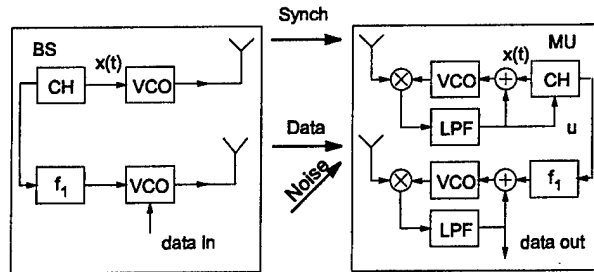 Synch
BS
x(t)
CH
VCO
f1
VCO
data in
Data
Noise
MU
x(t)
VCO
CH
LPF
u
VCO
f1
LPF
data out